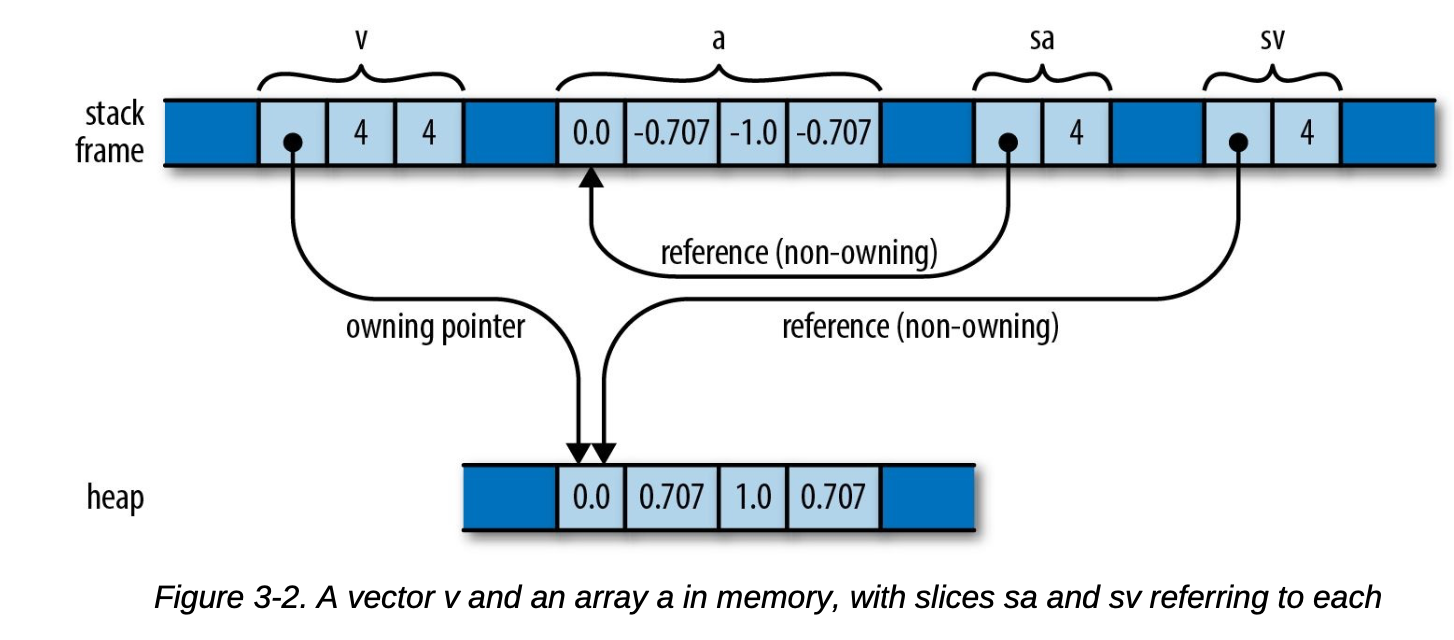 v
a
sa
sv
stack
frame
4
4
0.0
-0.707
-1.0
-0.707
4
4
reference (non-owning)
owning pointer
reference (non-owning)
heap
0.0
0.707
1.0
0.707
Figure 3-2. A vector v and an array a in memory, with slices sa and sv referring to each